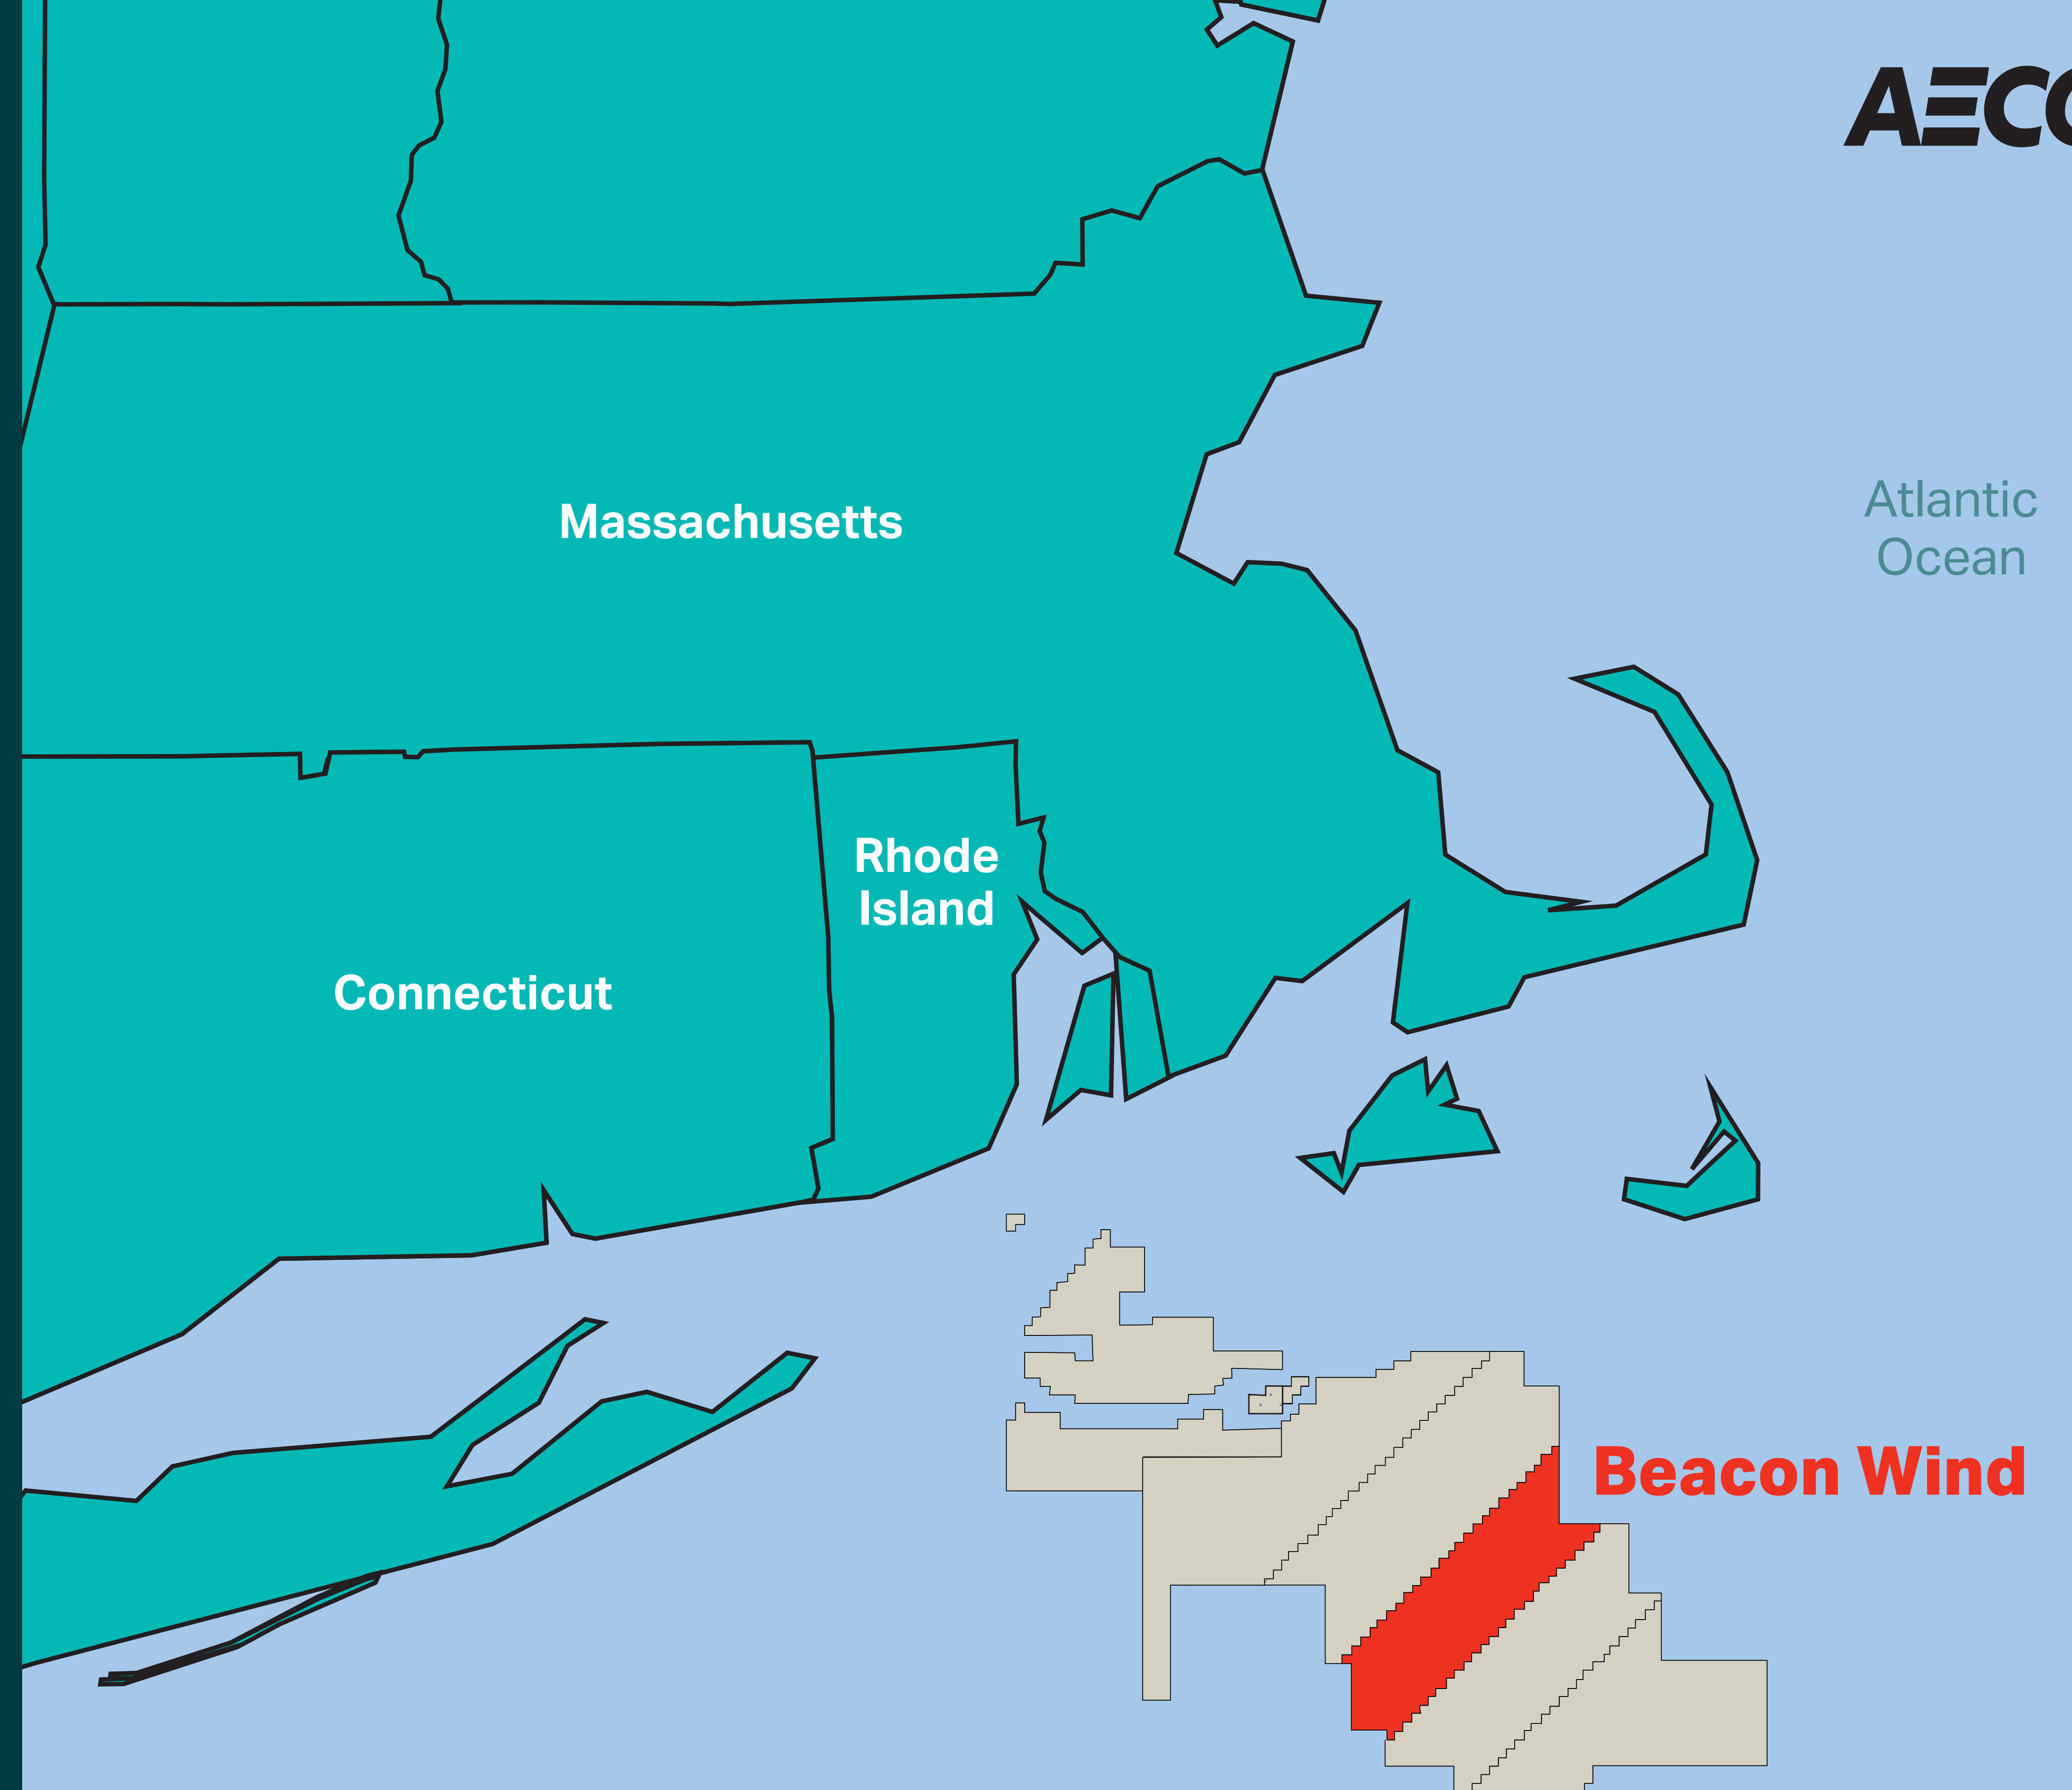 AECO
Atlantic
Ocean
Massachusetts
Rhode
Island
Connecticut
Beacon Wind